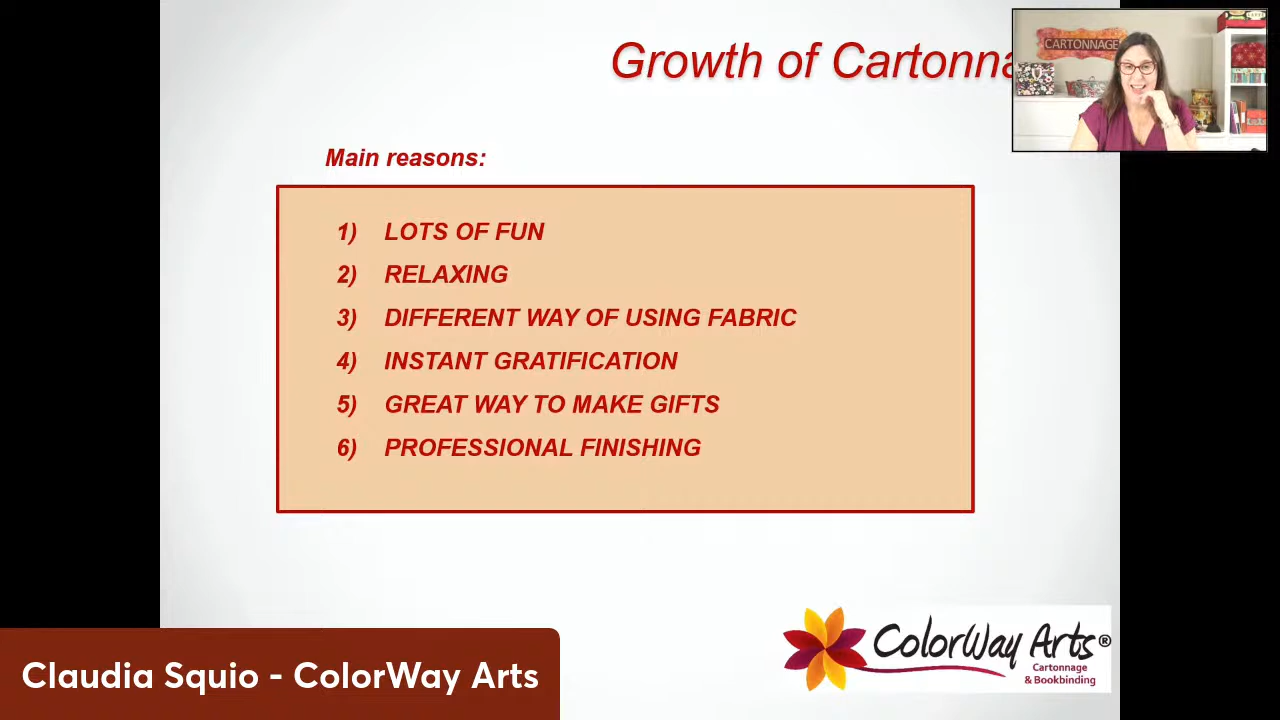 Growth of Cartonna
CARTONNAGE
Main reasons:
1) LOTS OF FUN
2) RELAXING
3) DIFFERENT WAY OF USING FABRIC
4) INSTANT GRATIFICATION
5) GREAT WAY TO MAKE GIFTS
6) PROFESSIONAL FINISHING
ColorWay Arts®
Cartonnage
& Bookbinding
Claudia Squio - ColorWay Arts